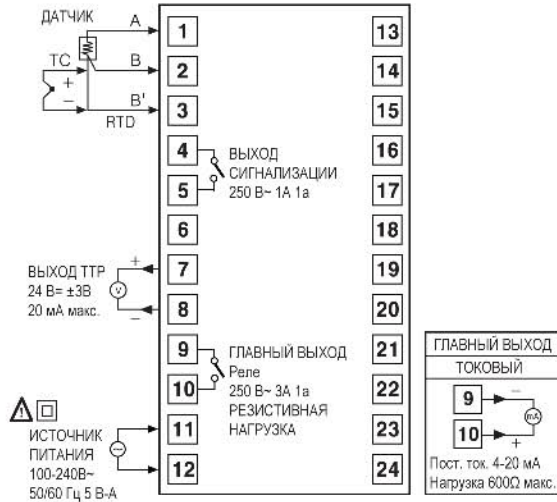 ДАТЧИК
A
TC
B
+
−
B'
RTD
1
2
3
4
5
6
7
8
9
10
11
12
13
14
15
16
17
18
19
20
21
22
23
24
ВЫХОД
СИГНАЛИЗАЦИИ
250 В~ 1А 1а
ВЫХОД ТТР
24 В= ±3В
20 мА макс.
+
V
−
ГЛАВНЫЙ ВЫХОД
Реле
250 В~ 3А 1а
РЕЗИСТИВНАЯ
НАГРУЗКА
ИСТОЧНИК
ПИТАНИЯ
100-240В~
50/60 Гц 5 В-А
ГЛАВНЫЙ ВЫХОД
ТОКОВЫЙ
9
−
mA
10
+
Пост. ток. 4-20 мА
Нагрузка 600Ω макс.